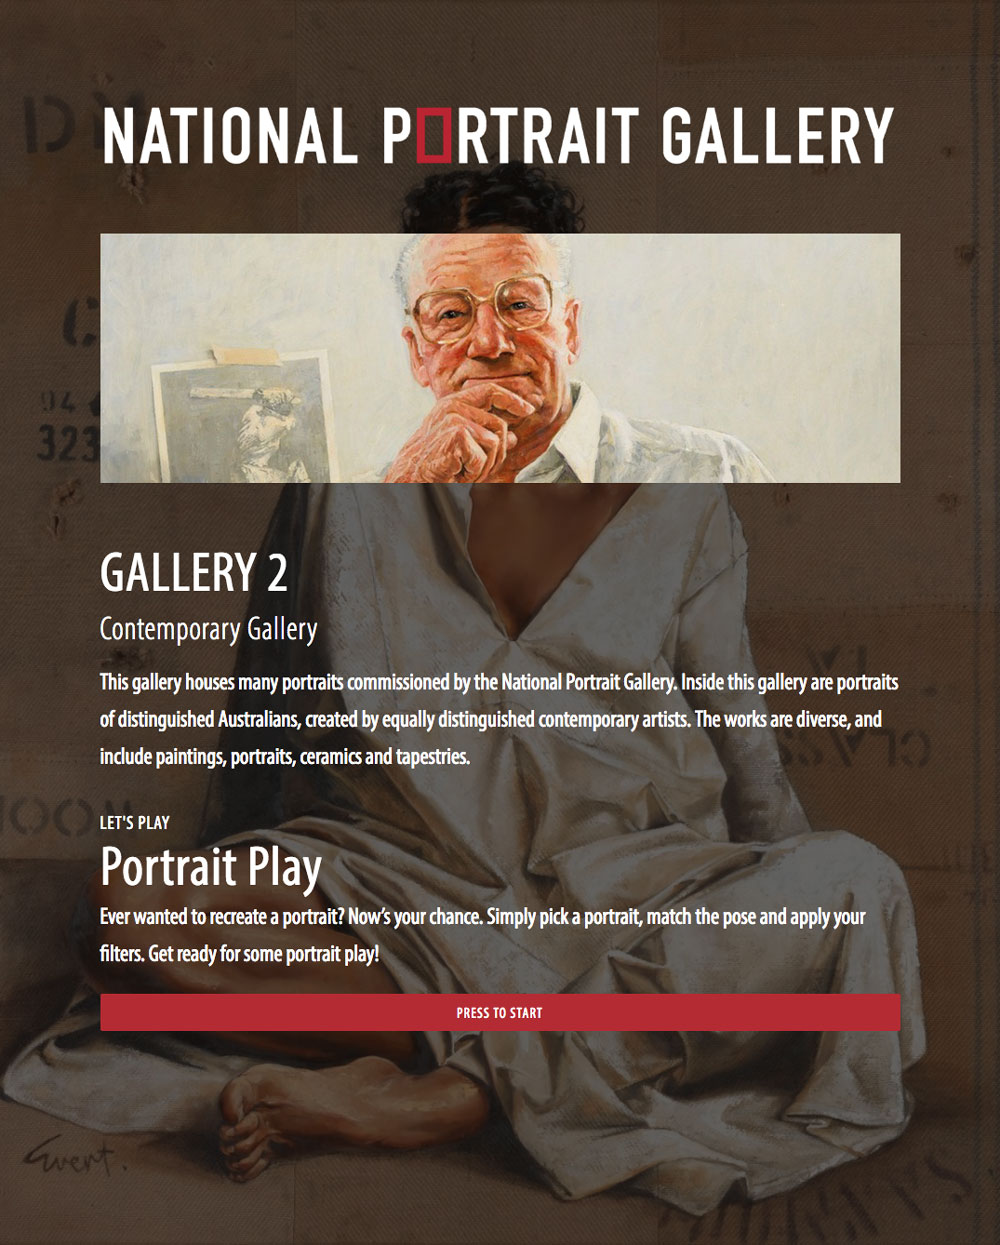 NATIONAL PORTRAIT GALLERY
94
323
GALLERY 2
Contemporary Gallery
This gallery houses many portraits commissioned by the National Portrait Gallery. Inside this gallery are portraits
of distinguished Australians, created by equally distinguished contemporary artists. The works are diverse, and
include paintings, portraits, ceramics and tapestries.
LET'S PLAY
Portrait Play
Ever wanted to recreate a portrait? Now’s your chance. Simply pick a portrait, match the pose and apply your
filters. Get ready for some portrait play!
PRESS TO START
Evert.